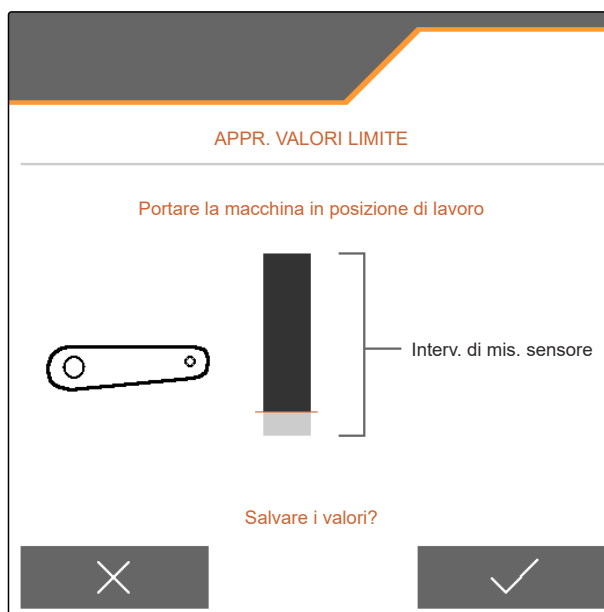 APPR. VALORI LIMITE
Portare la macchina in posizione di lavoro
Interv. di mis. sensore
Salvare i valori?